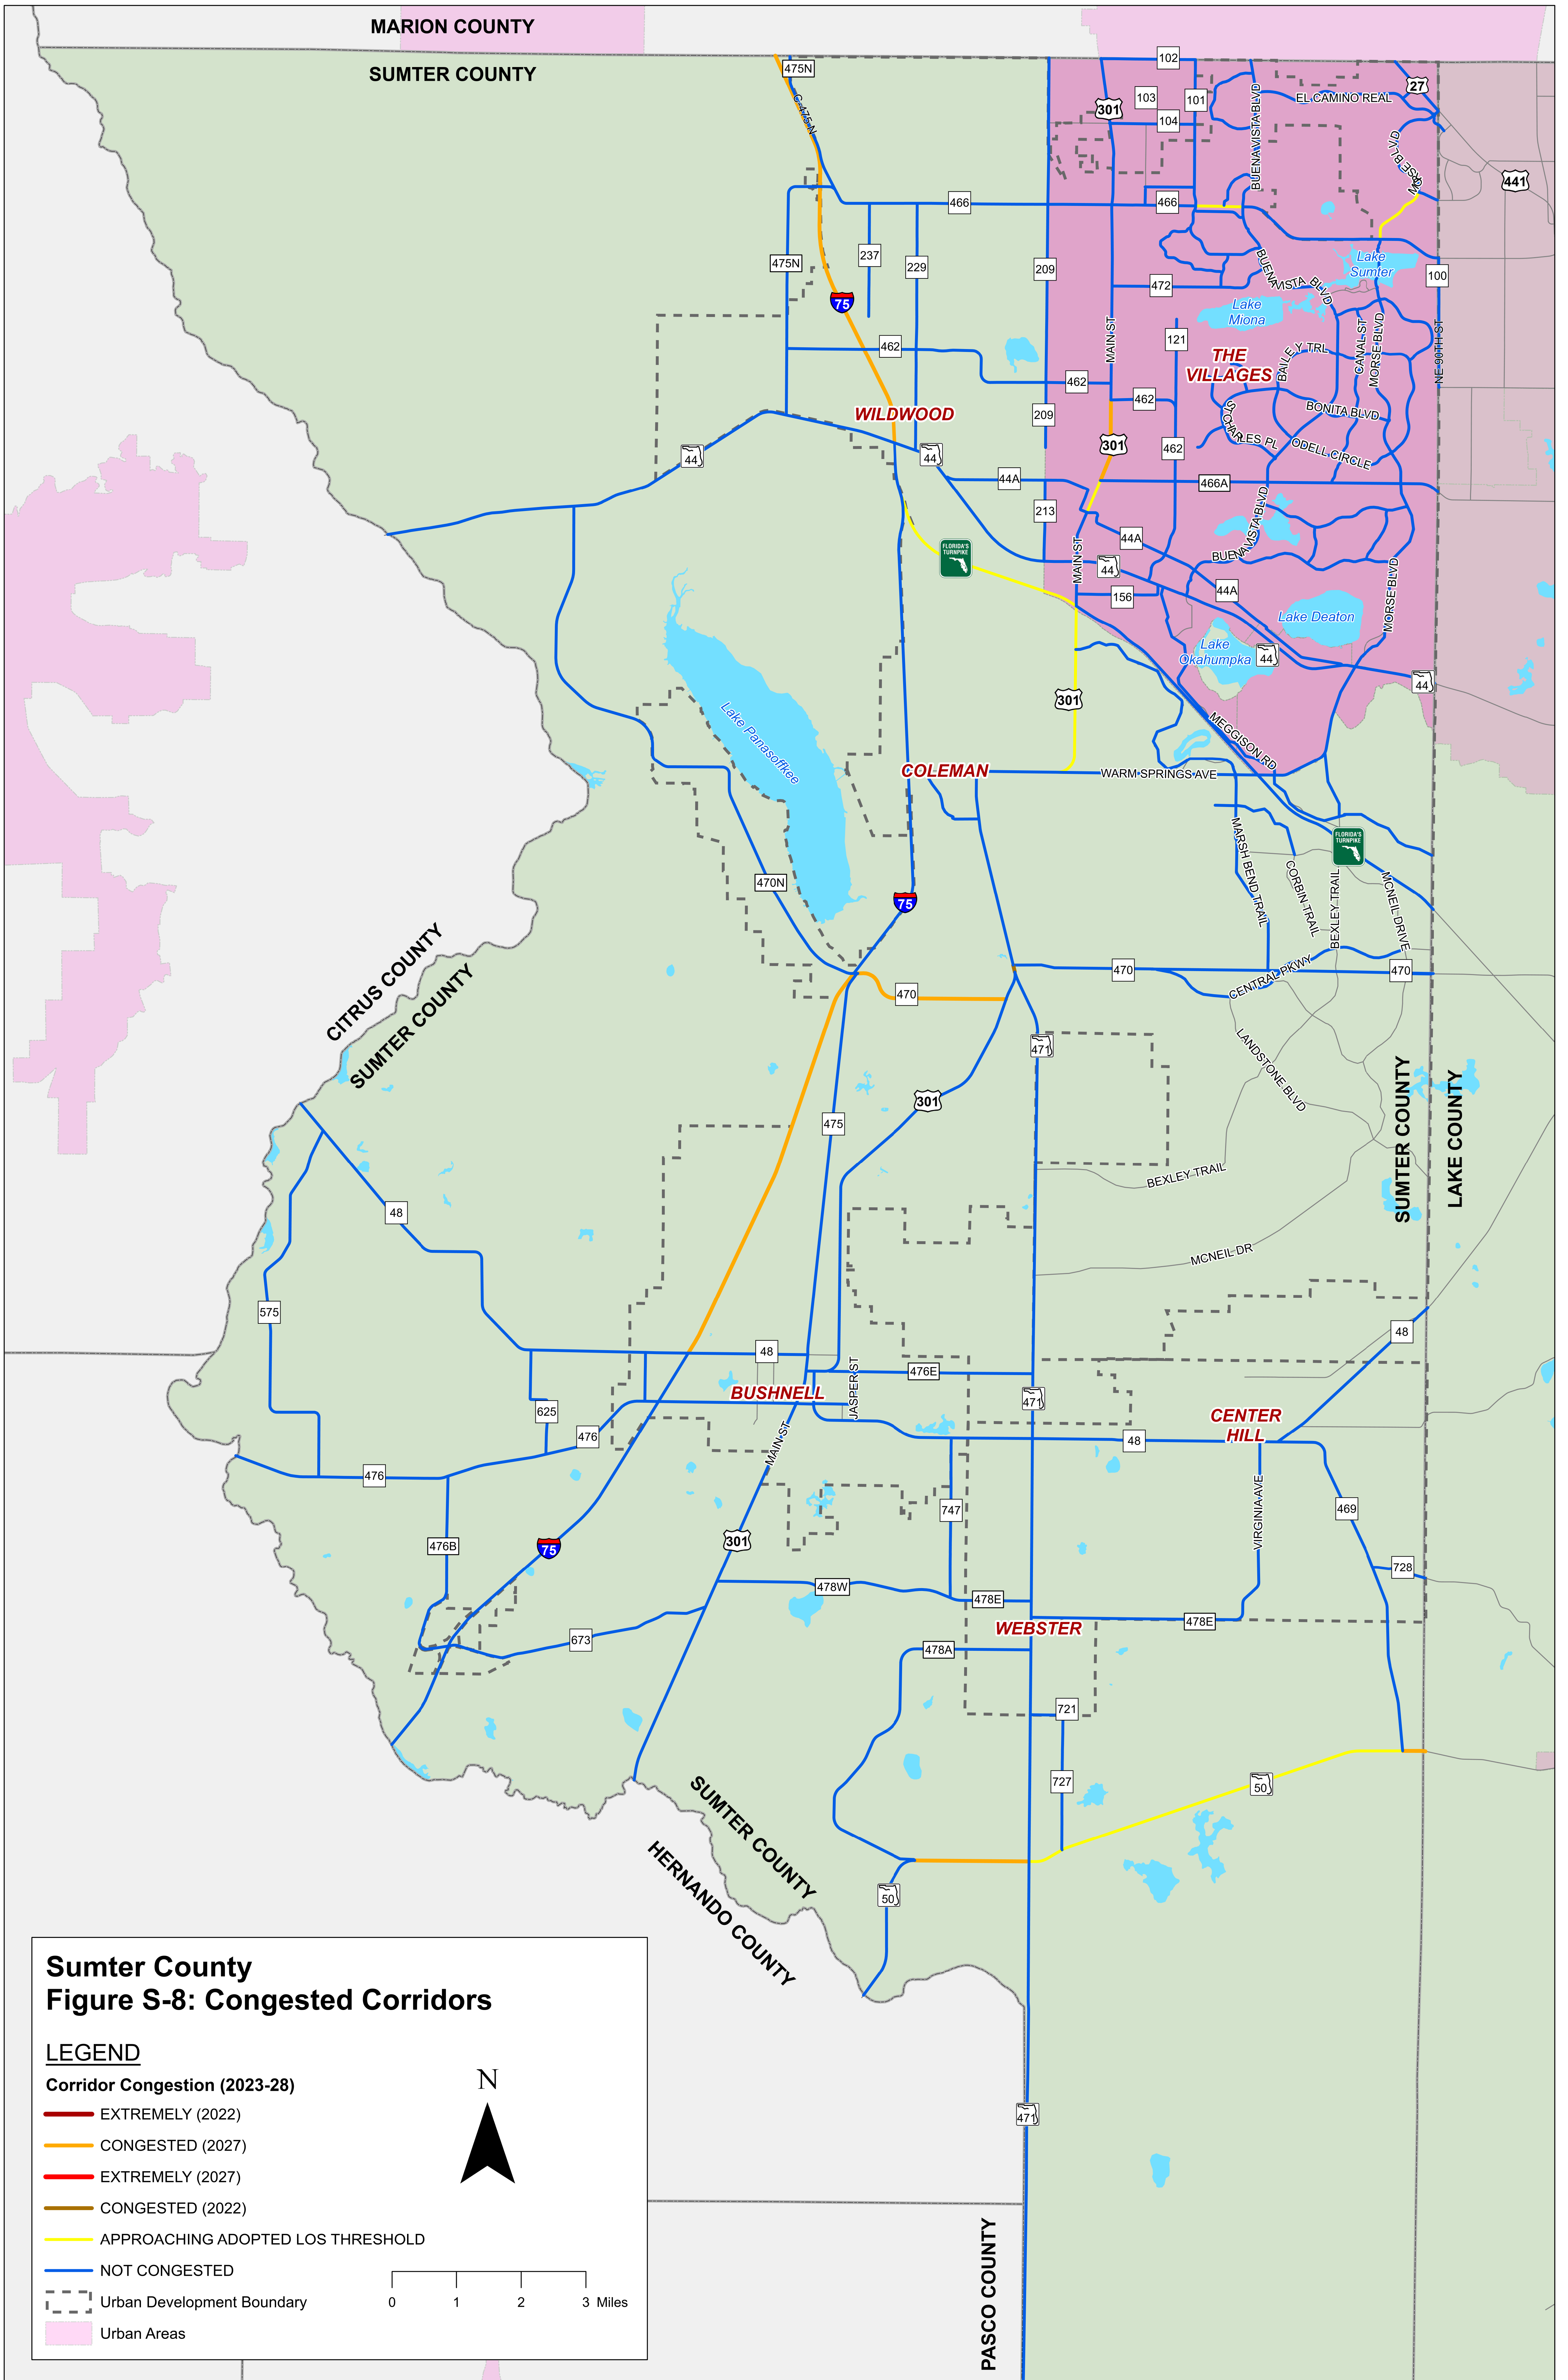 MARION COUNTY
SUMTER COUNTY
475N
C 475 N
102
103
101
104
301
27
441
EL CAMINO REAL
BUENA VISTA BLVD
MORSE BLVD
466
466
475N
237
229
209
472
100
75
BUENA VISTA BLVD
Lake
Sumter
Lake
Miona
MAIN ST
121
THE
VILLAGES
BAILEY TRL
CANAL ST
MORSE BLVD
NE 90TH ST
462
462
462
WILDWOOD
209
301
462
ST CHARLES PL
BONITA BLVD
ODELL CIRCLE
44
44
44A
466A
213
FLORIDA'S
TURNPIKE
MAIN ST
44A
44
BUENA VISTA BLVD
156
44A
MORSE BLVD
Lake Deaton
Lake
Okahumpka
44
44
301
MEGGISON RD
Lake Panasoffkee
COLEMAN
WARM SPRINGS AVE
FLORIDA'S
TURNPIKE
MARSH BEND TRAIL
CORBIN TRAIL
BEXLEY TRAIL
MCNEIL DRIVE
470N
75
CITRUS COUNTY
SUMTER COUNTY
470
470
470
CENTRAL PKWY
471
LANDSTONE BLVD
301
475
SUMTER COUNTY
LAKE COUNTY
BEXLEY TRAIL
48
MCNEIL DR
575
48
48
476E
JASPER ST
BUSHNELL
471
625
476
CENTER
HILL
MAIN ST
48
476
747
VIRGINIA AVE
469
476B
75
301
728
478W
478E
478E
WEBSTER
673
478A
721
727
50
SUMTER COUNTY
HERNANDO COUNTY
50
471
PASCO COUNTY
Sumter County
Figure S-8: Congested Corridors
LEGEND
Corridor Congestion (2023-28)
EXTREMELY (2022)
CONGESTED (2027)
EXTREMELY (2027)
CONGESTED (2022)
APPROACHING ADOPTED LOS THRESHOLD
NOT CONGESTED
Urban Development Boundary
Urban Areas
N
0 1 2 3 Miles